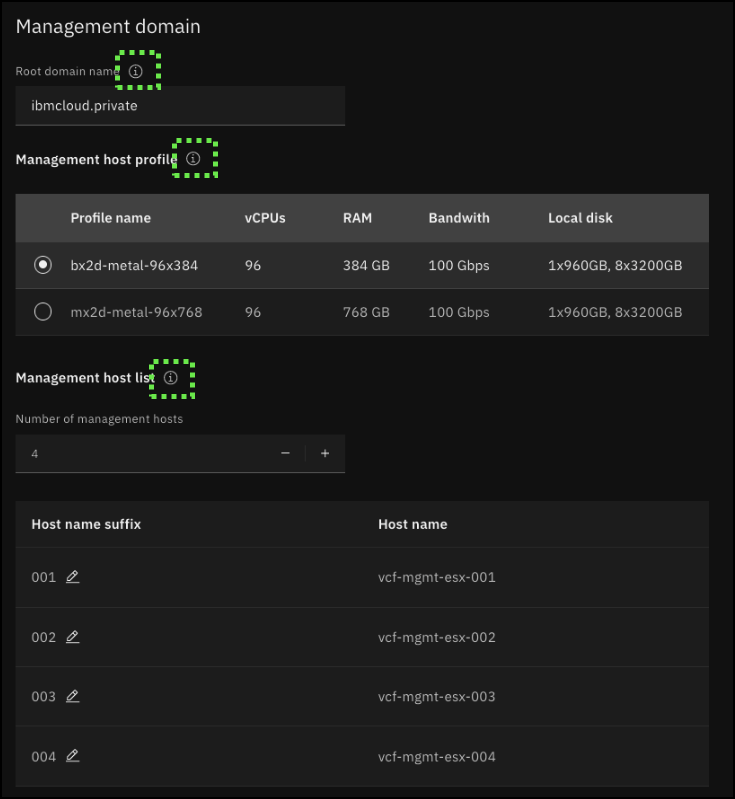 Management domain
Root domain name
ibmcloud.private
Management host profile
Profile name vCPUs RAM Bandwith Local disk
bx2d-metal-96x384 96 384 GB 100 Gbps 1x960GB, 8x3200GB
mx2d-metal-96x768 96 768 GB 100 Gbps 1x960GB, 8x3200GB
Management host list
Number of management hosts
4 − +
Host name suffix Host name
001 vcf-mgmt-esx-001
002 vcf-mgmt-esx-002
003 vcf-mgmt-esx-003
004 vcf-mgmt-esx-004